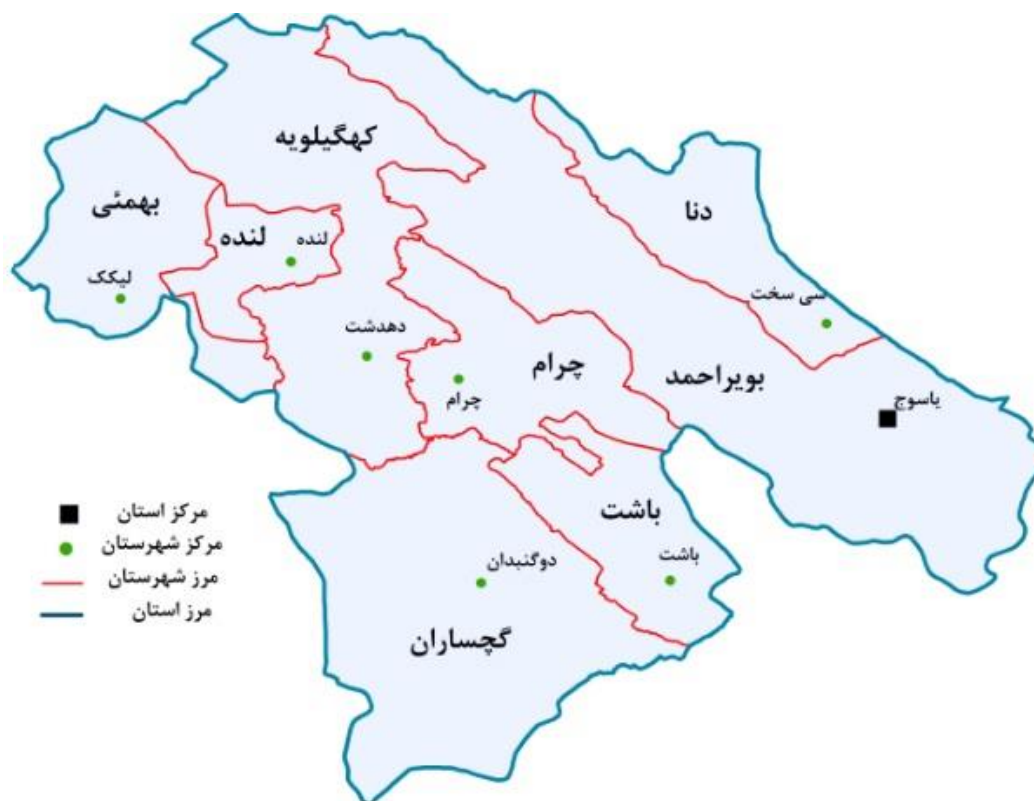 کهگیلویه
بهمئی
دنا
لنده
لنده
لیکک
سی سخت
دهدشت
چرام
بویراحمد
چرام
یاسوج
باشت
باشت
دوگنبدان
گچساران
مرکز استان
مرکز شهرستان
مرز شهرستان
مرز استان